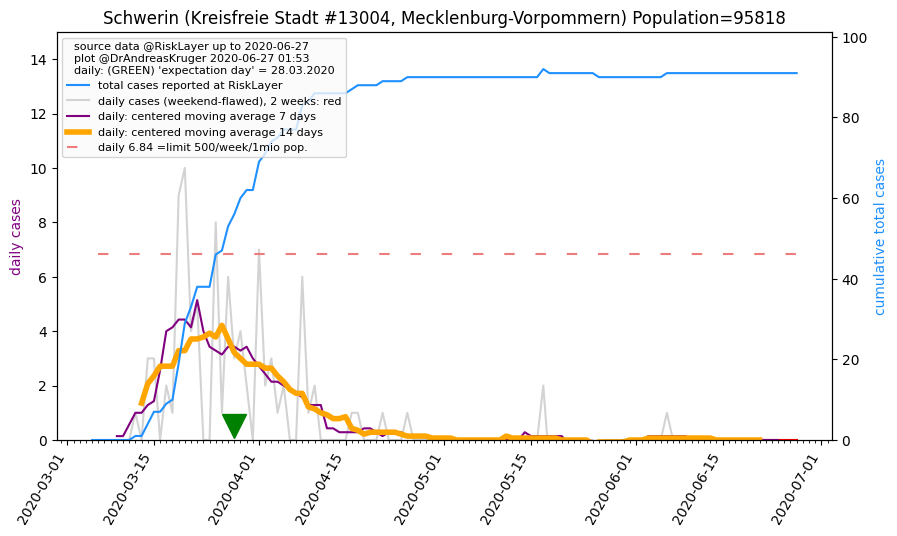 Schwerin (Kreisfreie Stadt #13004, Mecklenburg-Vorpommern) Population=95818
source data @RiskLayer up to 2020-06-27
plot @DrAndreasKruger 2020-06-27 01:53
daily: (GREEN) 'expectation day' = 28.03.2020
total cases reported at RiskLayer
daily cases (weekend-flawed), 2 weeks: red
daily: centered moving average 7 days
daily: centered moving average 14 days
daily 6.84 =limit 500/week/1mio pop.
daily cases
14
12
10
8
6
4
2
0
100
80
60
40
20
0
cumulative total cases
2020-03-01
2020-03-15
2020-04-01
2020-04-15
2020-05-01
2020-05-15
2020-06-01
2020-06-15
2020-07-01